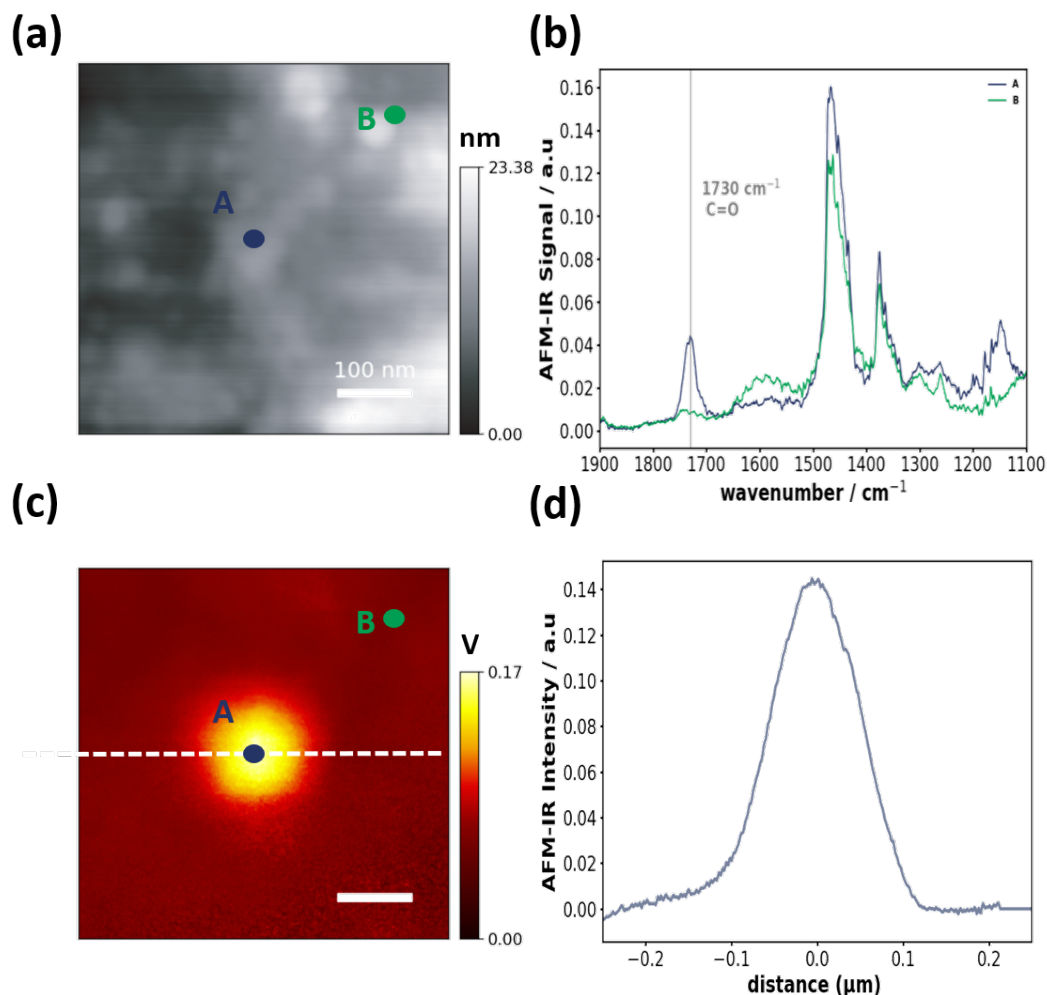 (a)
B
A
100 nm
nm
23.38
0.00
(b)
AFM-IR Signal / a.u
0.16
0.14
0.12
0.10
0.08
0.06
0.04
0.02
0.00
1730 cm⁻¹
C=O
A
B
1900 1800 1700 1600 1500 1400 1300 1200 1100
wavenumber / cm⁻¹
(c)
B
A
V
0.17
0.00
(d)
AFM-IR Intensity / a.u
0.14
0.12
0.10
0.08
0.06
0.04
0.02
0.00
−0.2 −0.1 0.0 0.1 0.2
distance (μm)